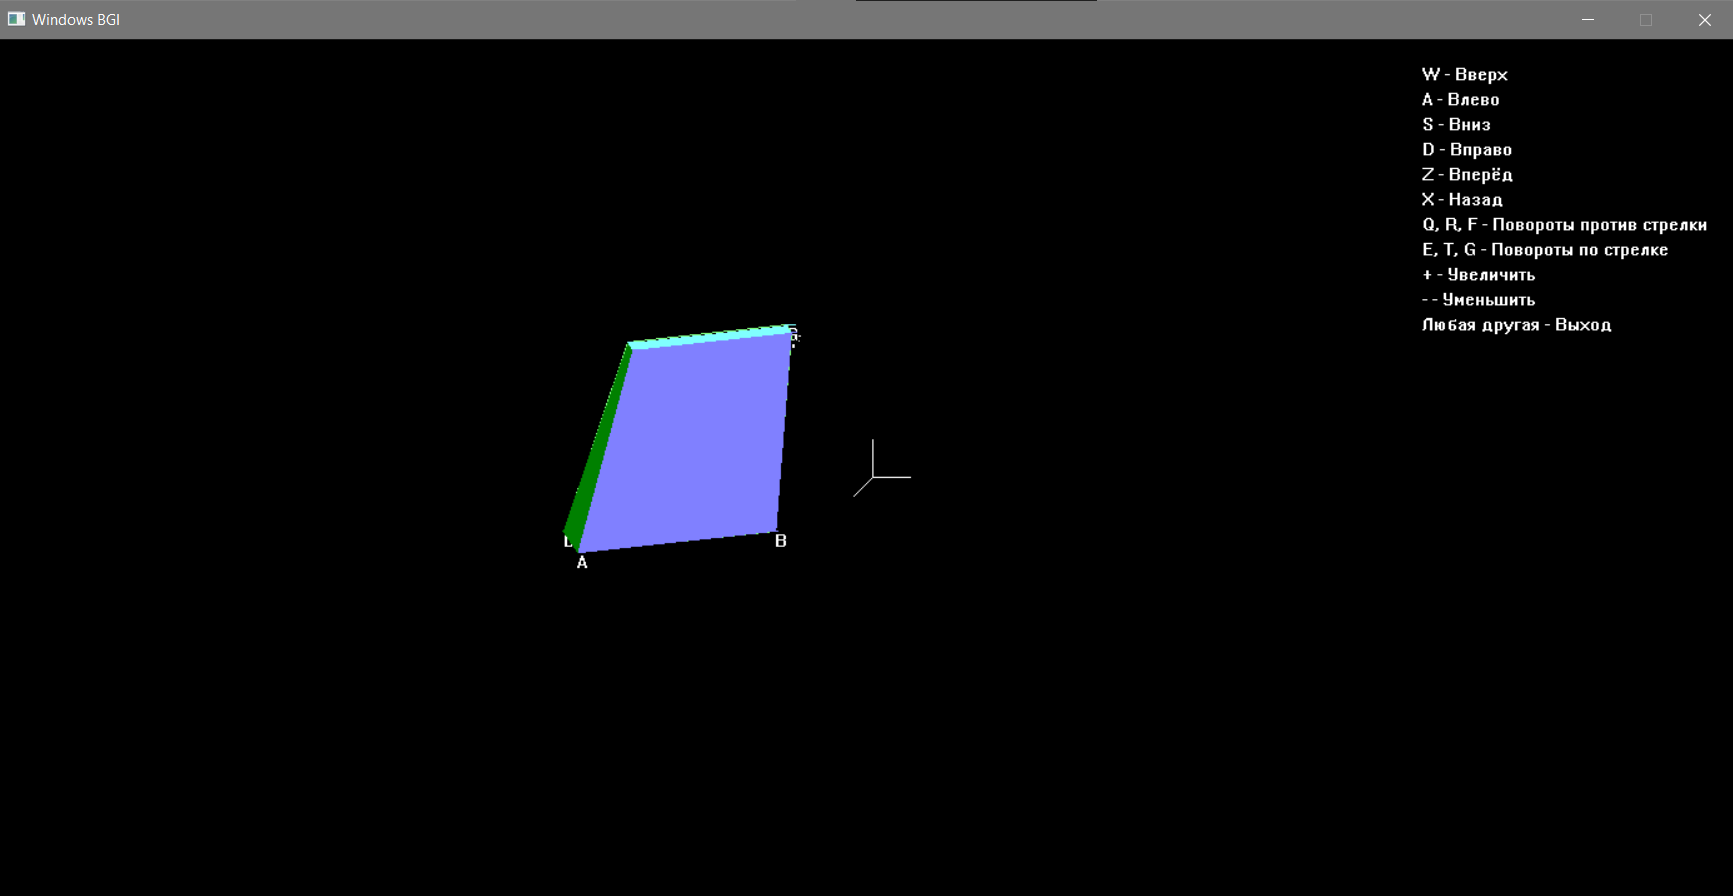 Windows BGI
W - Вверх
A - Влево
S - Вниз
D - Вправо
Z - Вперёд
X - Назад
Q, R, F - Повороты против стрелки
E, T, G - Повороты по стрелке
+ - Увеличить
- - Уменьшить
Любая другая - Выход
B
A